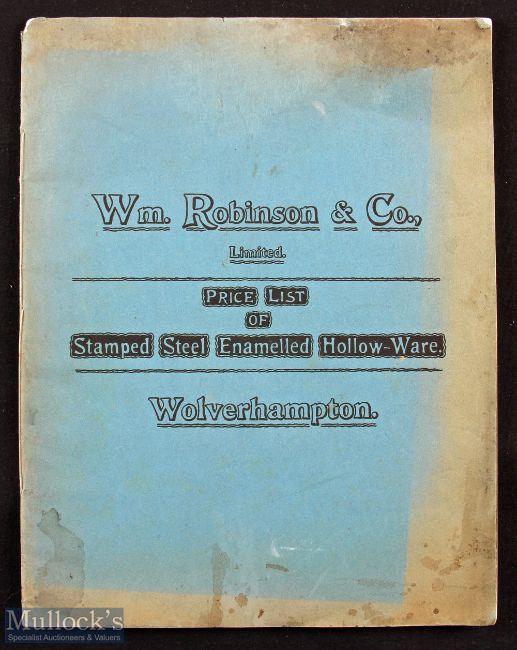 Wm. Robinson & Co.,
Limited.
Price List
of
Stamped Steel Enamelled Hollow-Ware.
Wolverhampton.
Mullock's
Specialist Auctioneers & Valuers